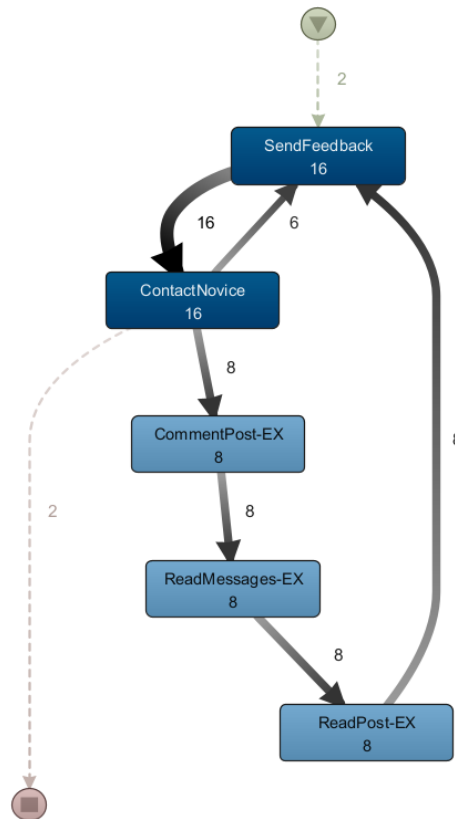 2
SendFeedback
16
16
6
ContactNovice
16
8
CommentPost-EX
8
8
8
2
ReadMessages-EX
8
8
ReadPost-EX
8